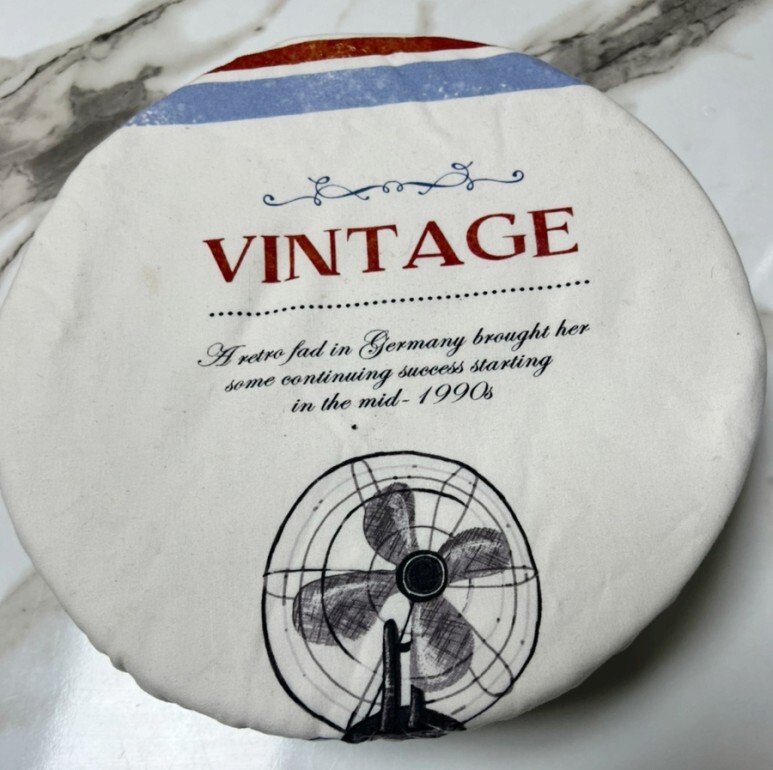 VINTAGE
A retro fad in Germany brought her
some continuing success starting
in the mid-1990s